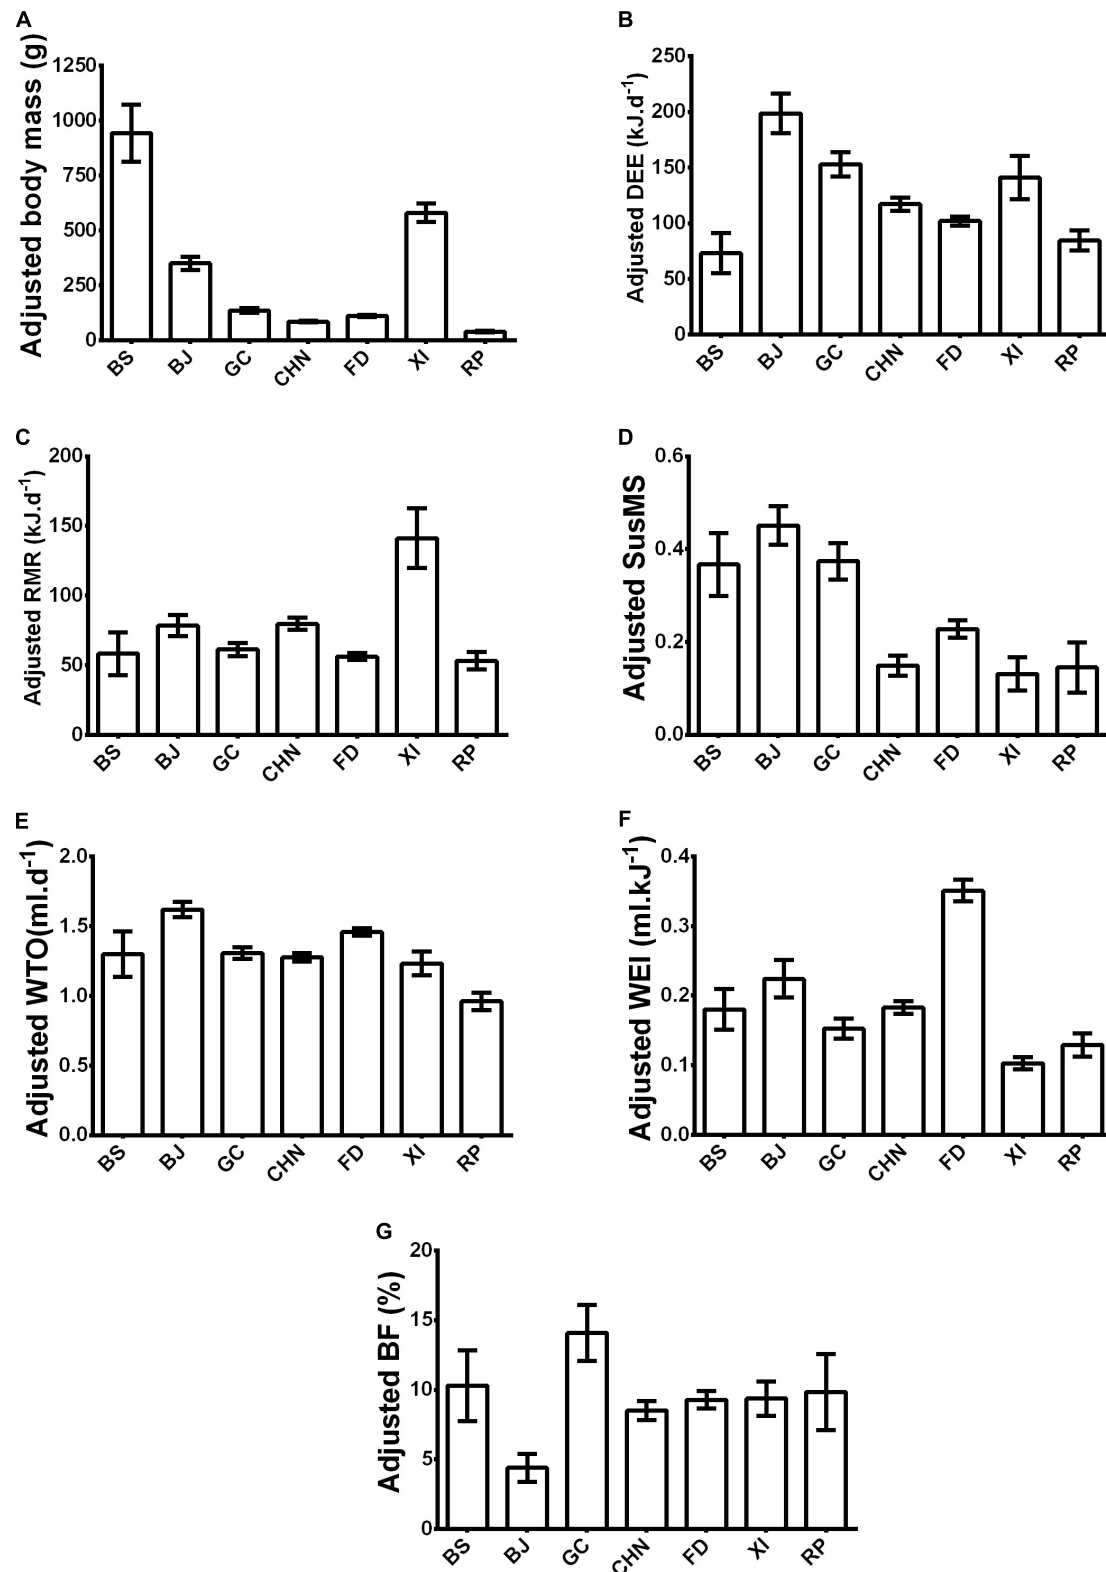 A
Adjusted body mass (g)
1250
1000
750
500
250
0
BS BJ GC CHN FD XI RP
B
Adjusted DEE (kJ.d-1)
250
200
150
100
50
0
BS BJ GC CHN FD XI RP
C
Adjusted RMR (kJ.d-1)
200
150
100
50
0
BS BJ GC CHN FD XI RP
D
Adjusted SusMS
0.6
0.4
0.2
0.0
BS BJ GC CHN FD XI RP
E
Adjusted WTO(ml.d-1)
2.0
1.5
1.0
0.5
0.0
BS BJ GC CHN FD XI RP
F
Adjusted WEI (ml.kJ-1)
0.4
0.3
0.2
0.1
0.0
BS BJ GC CHN FD XI RP
G
Adjusted BF (%)
20
15
10
5
0
BS BJ GC CHN FD XI RP